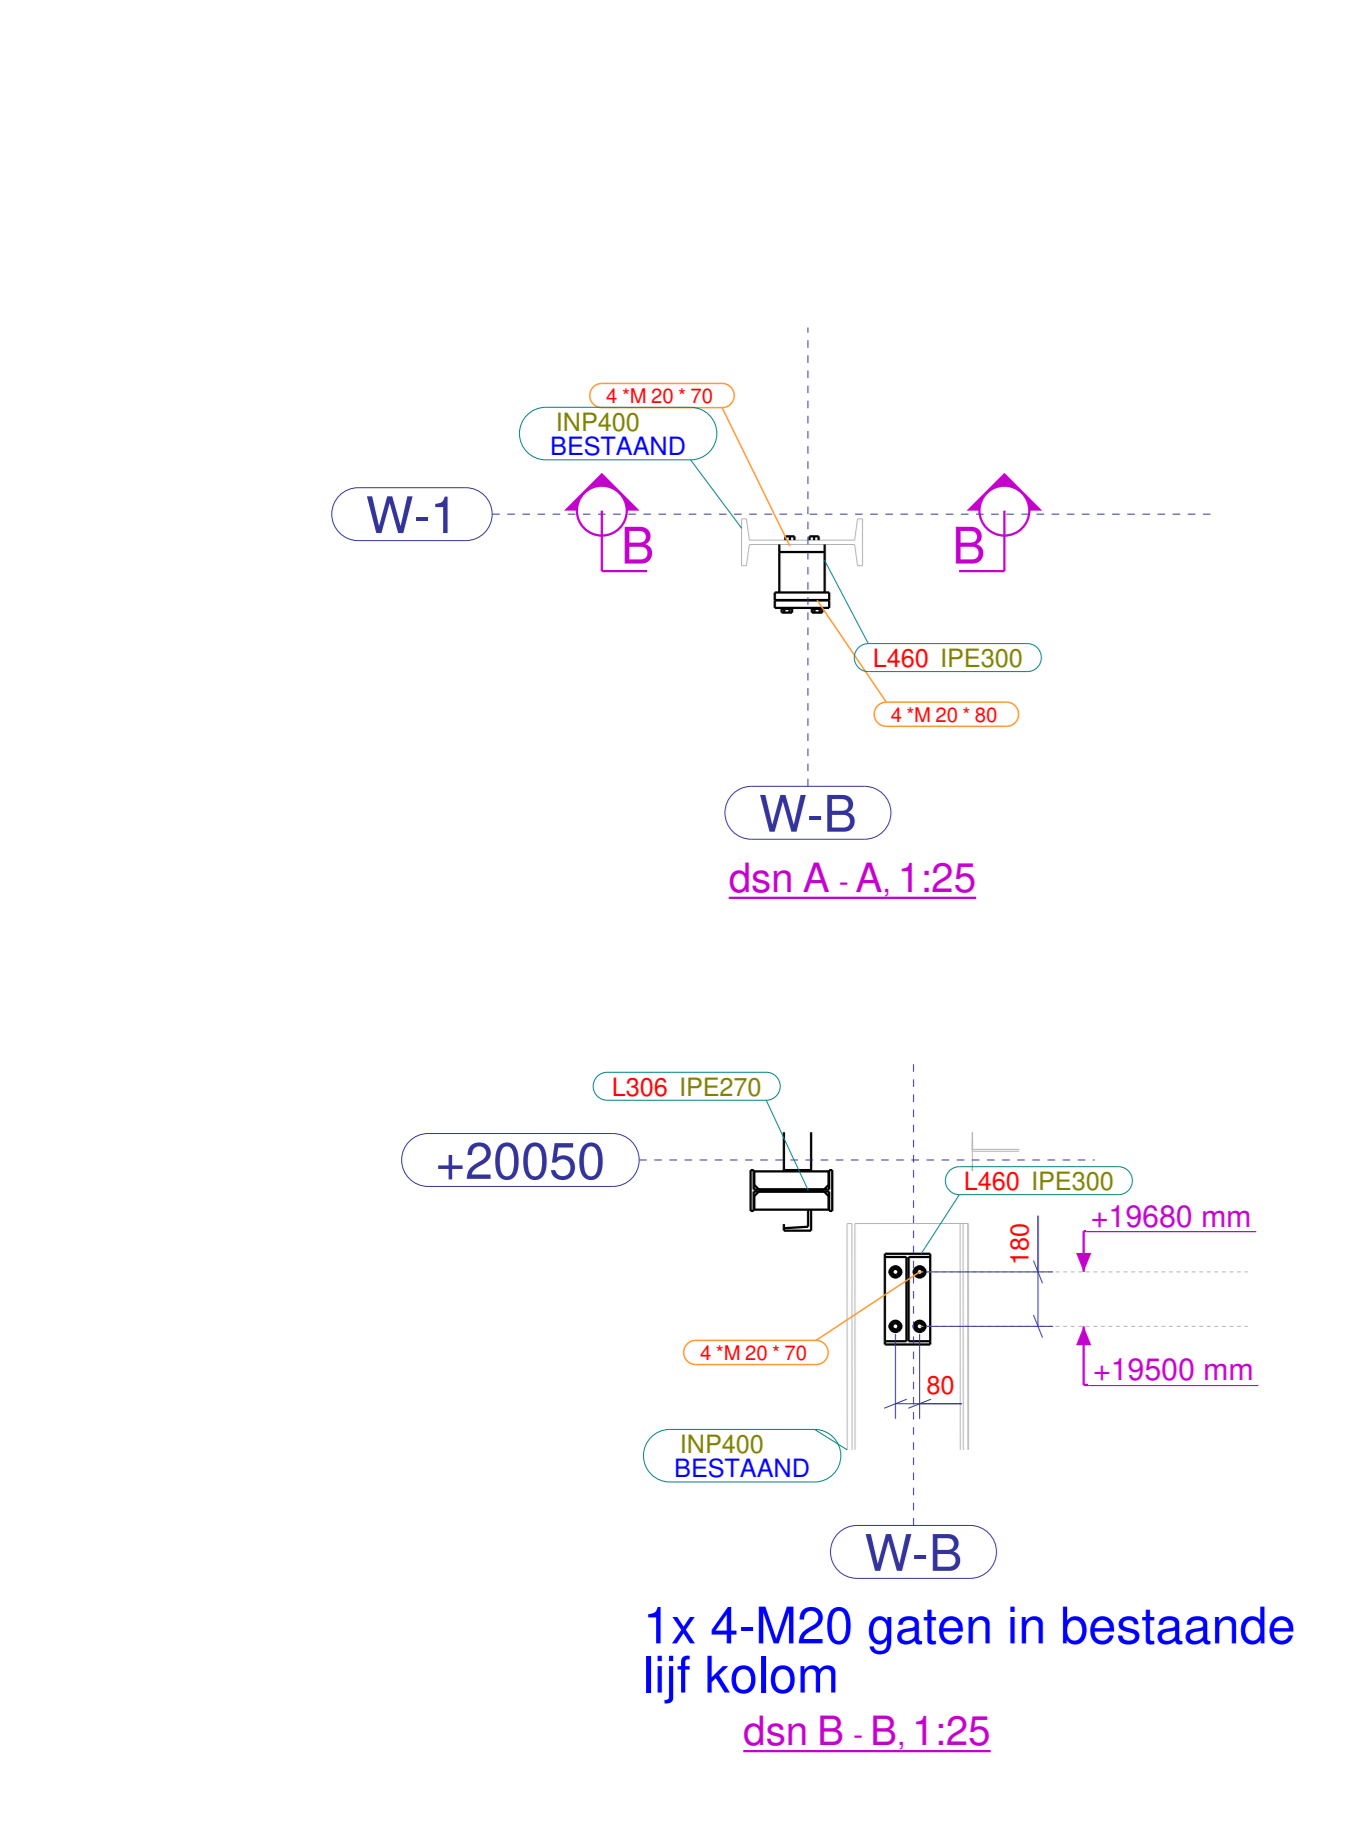 4 *M 20 * 70
INP400
BESTAAND
W-1
B
B
L460 IPE300
4 *M 20 * 80
W-B
dsn A - A, 1:25
L306 IPE270
+20050
L460 IPE300
+19680 mm
180
4 *M 20 * 70
+19500 mm
80
INP400
BESTAAND
W-B
1x 4-M20 gaten in bestaande
lijf kolom
dsn B - B, 1:25